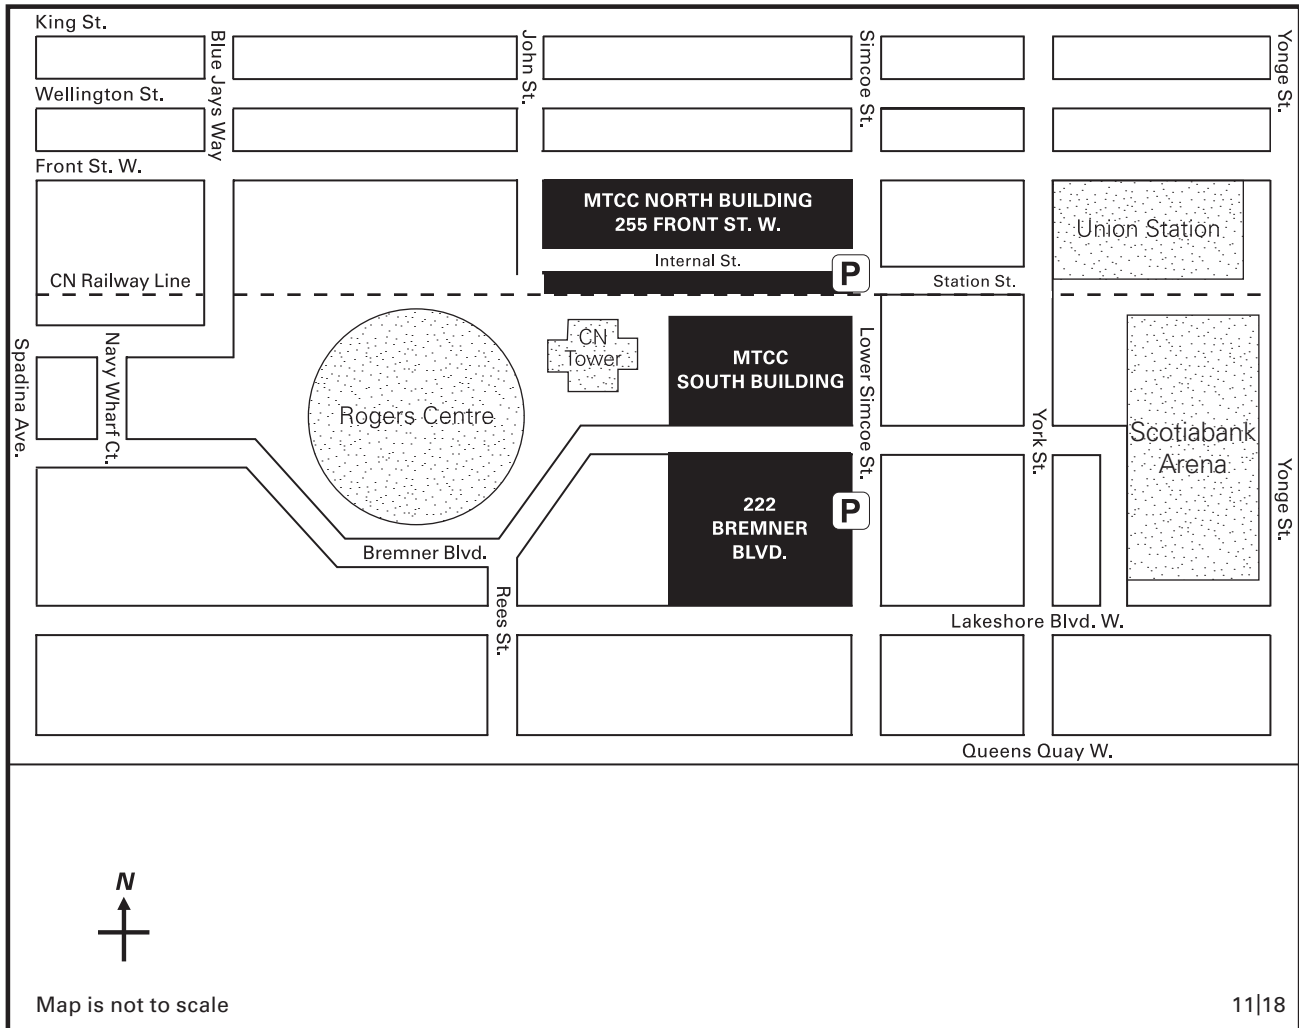 King St.
Blue Jays Way
John St.
Simcoe St.
Yonge St.
Wellington St.
Front St. W.
MTCC NORTH BUILDING
255 FRONT ST. W.
Union Station
Internal St.
P
CN Railway Line
Station St.
Spadina Ave.
Navy Wharf Ct.
Rogers Centre
CN
Tower
MTCC
SOUTH BUILDING
Lower Simcoe St.
York St.
Scotiabank
Arena
Yonge St.
222
BREMNER
BLVD.
P
Bremner Blvd.
Rees St.
Lakeshore Blvd. W.
Queens Quay W.
N
Map is not to scale
11|18